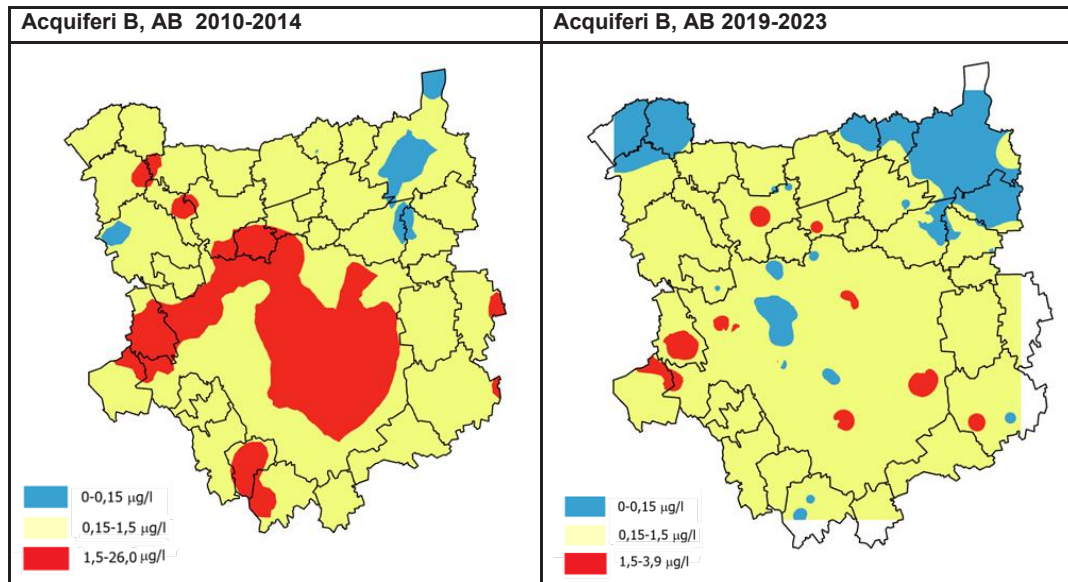 Acquiferi B, AB 2010-2014
0-0,15 µg/l
0,15-1,5 µg/l
1,5-26,0 µg/l
Acquiferi B, AB 2019-2023
0-0,15 µg/l
0,15-1,5 µg/l
1,5-3,9 µg/l